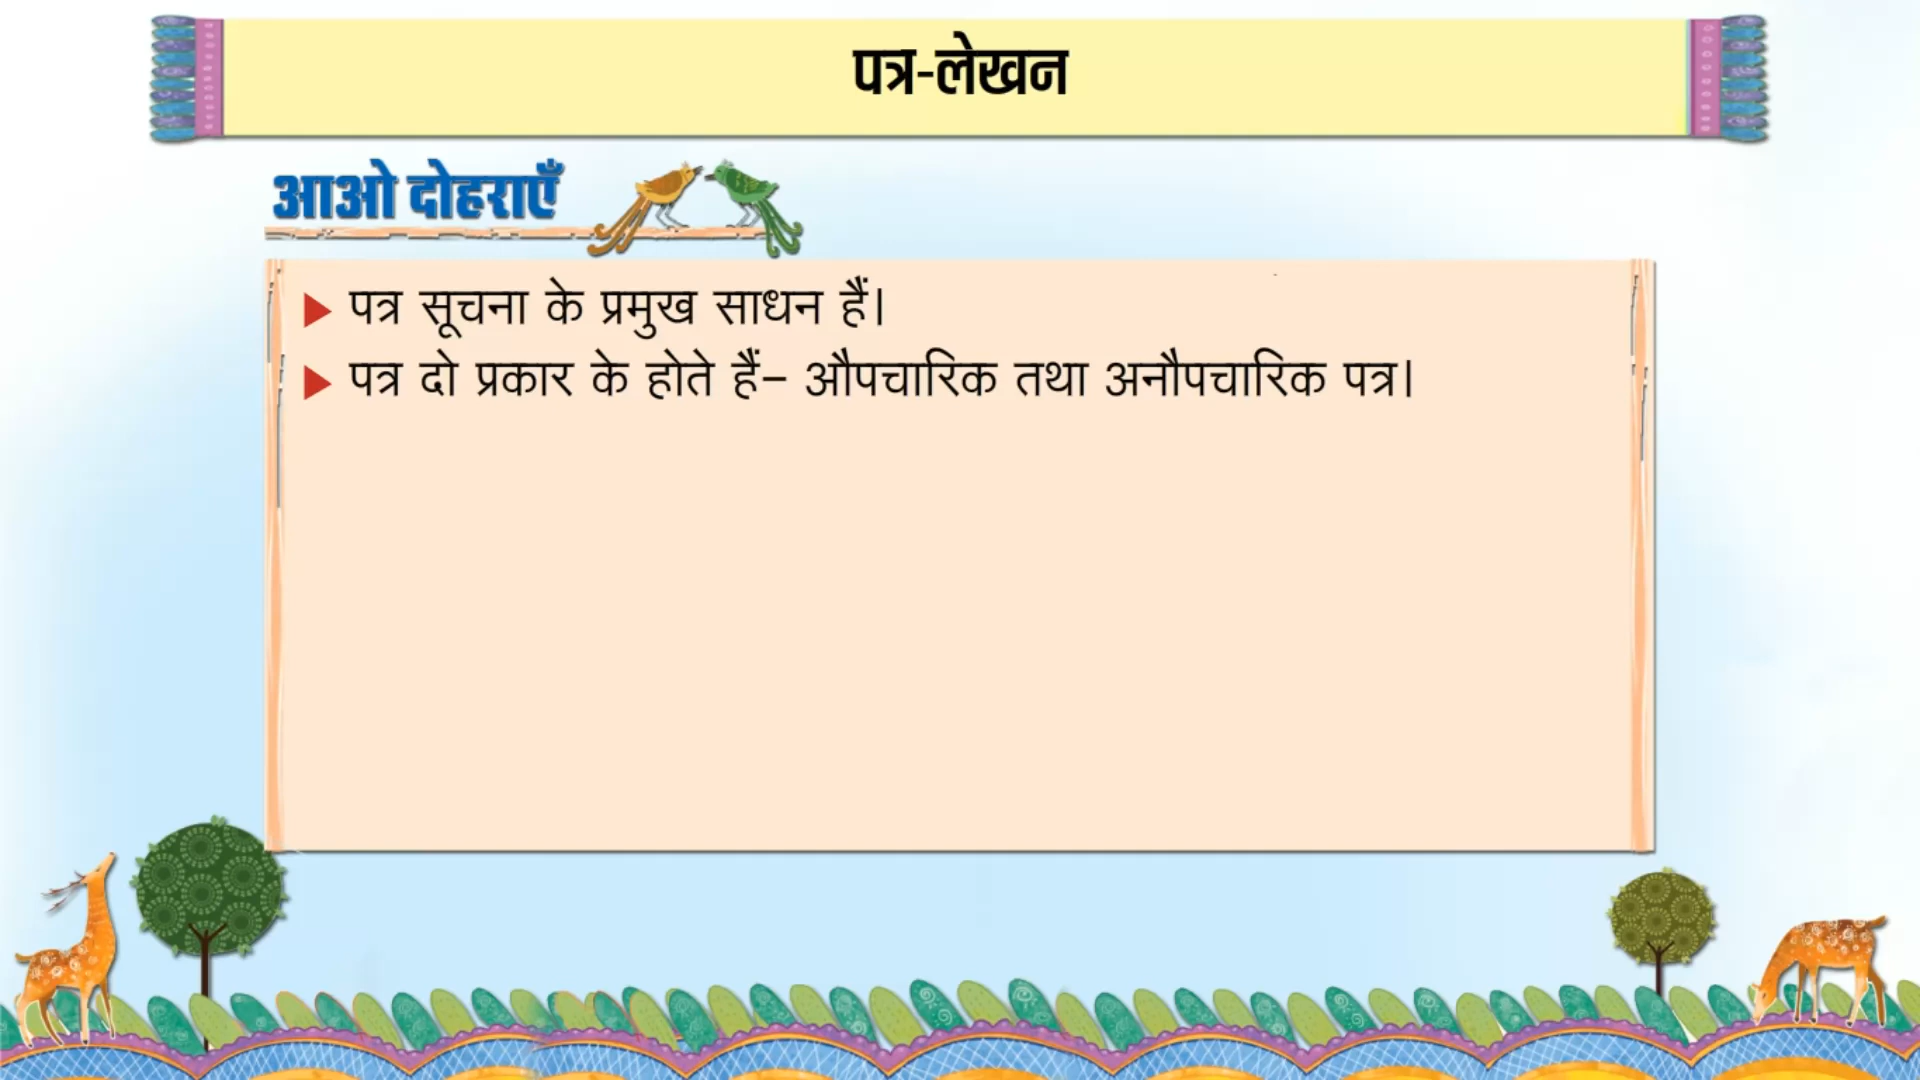 पत्र-लेखन
आओ दोहराएँ
पत्र सूचना के प्रमुख साधन हैं।
पत्र दो प्रकार के होते हैं– औपचारिक तथा अनौपचारिक पत्र।